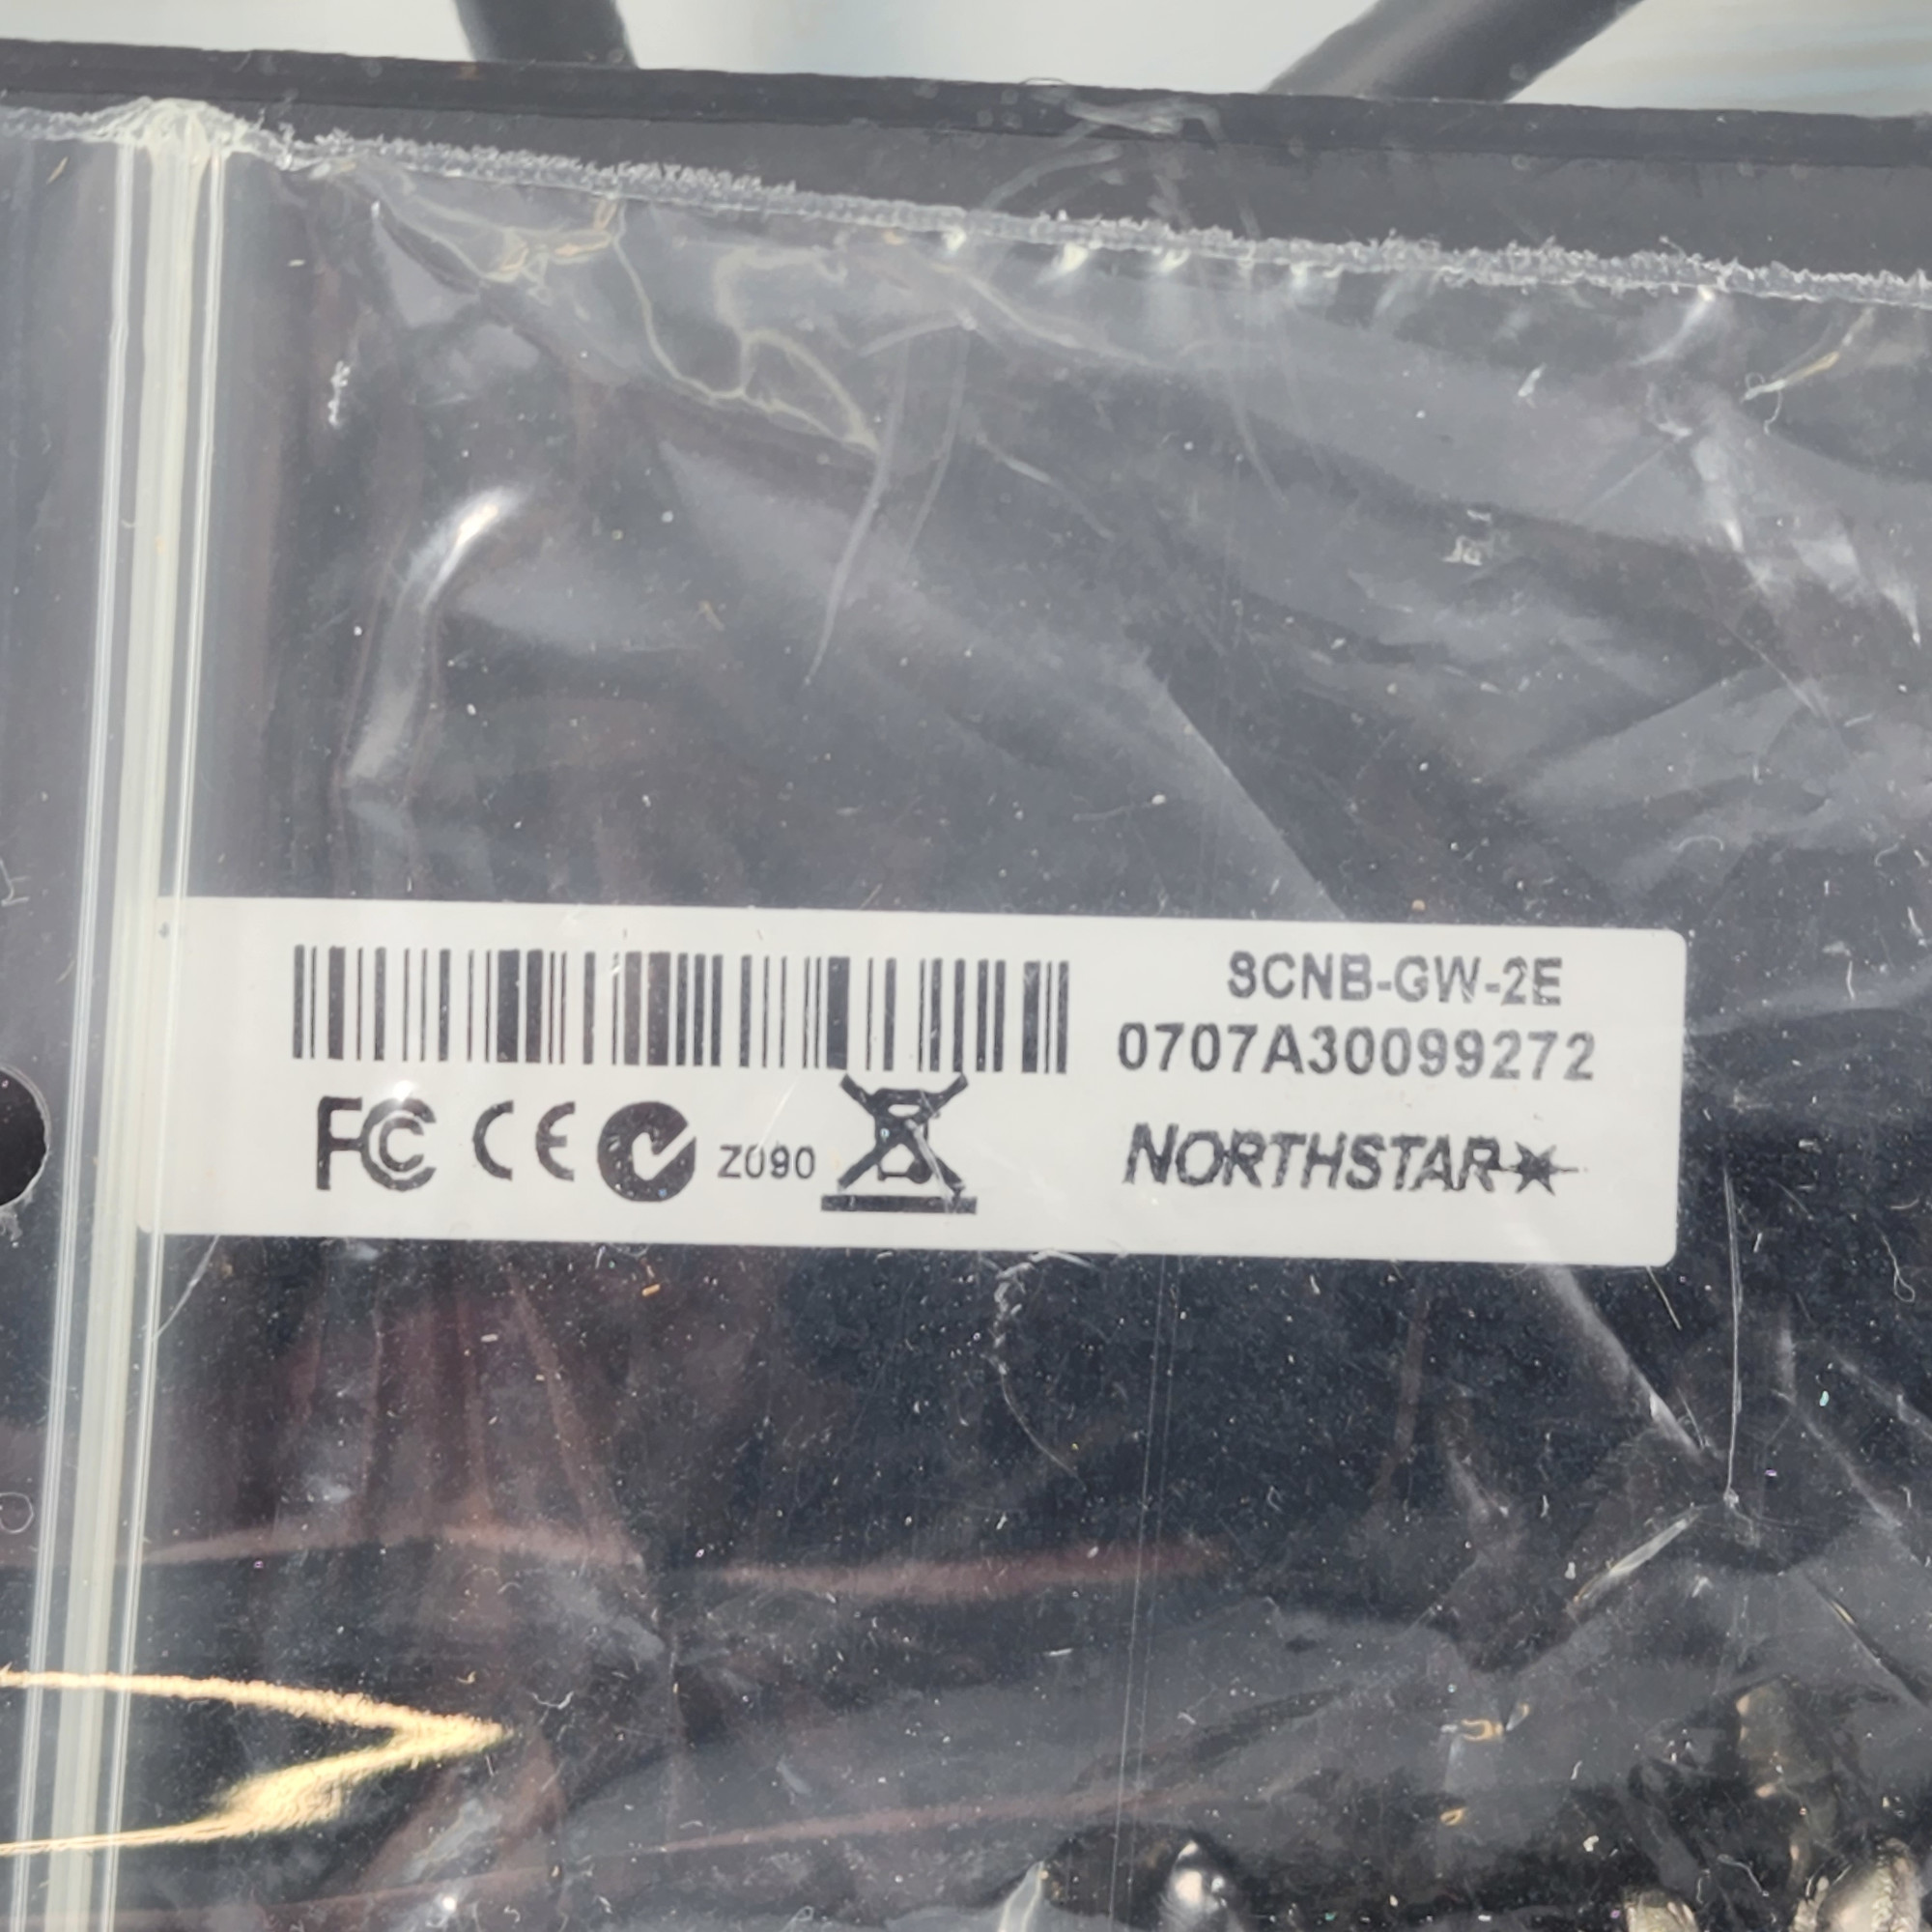 SCNB-GW-2E
0707A30099272
FC CE Z090
NORTHSTAR